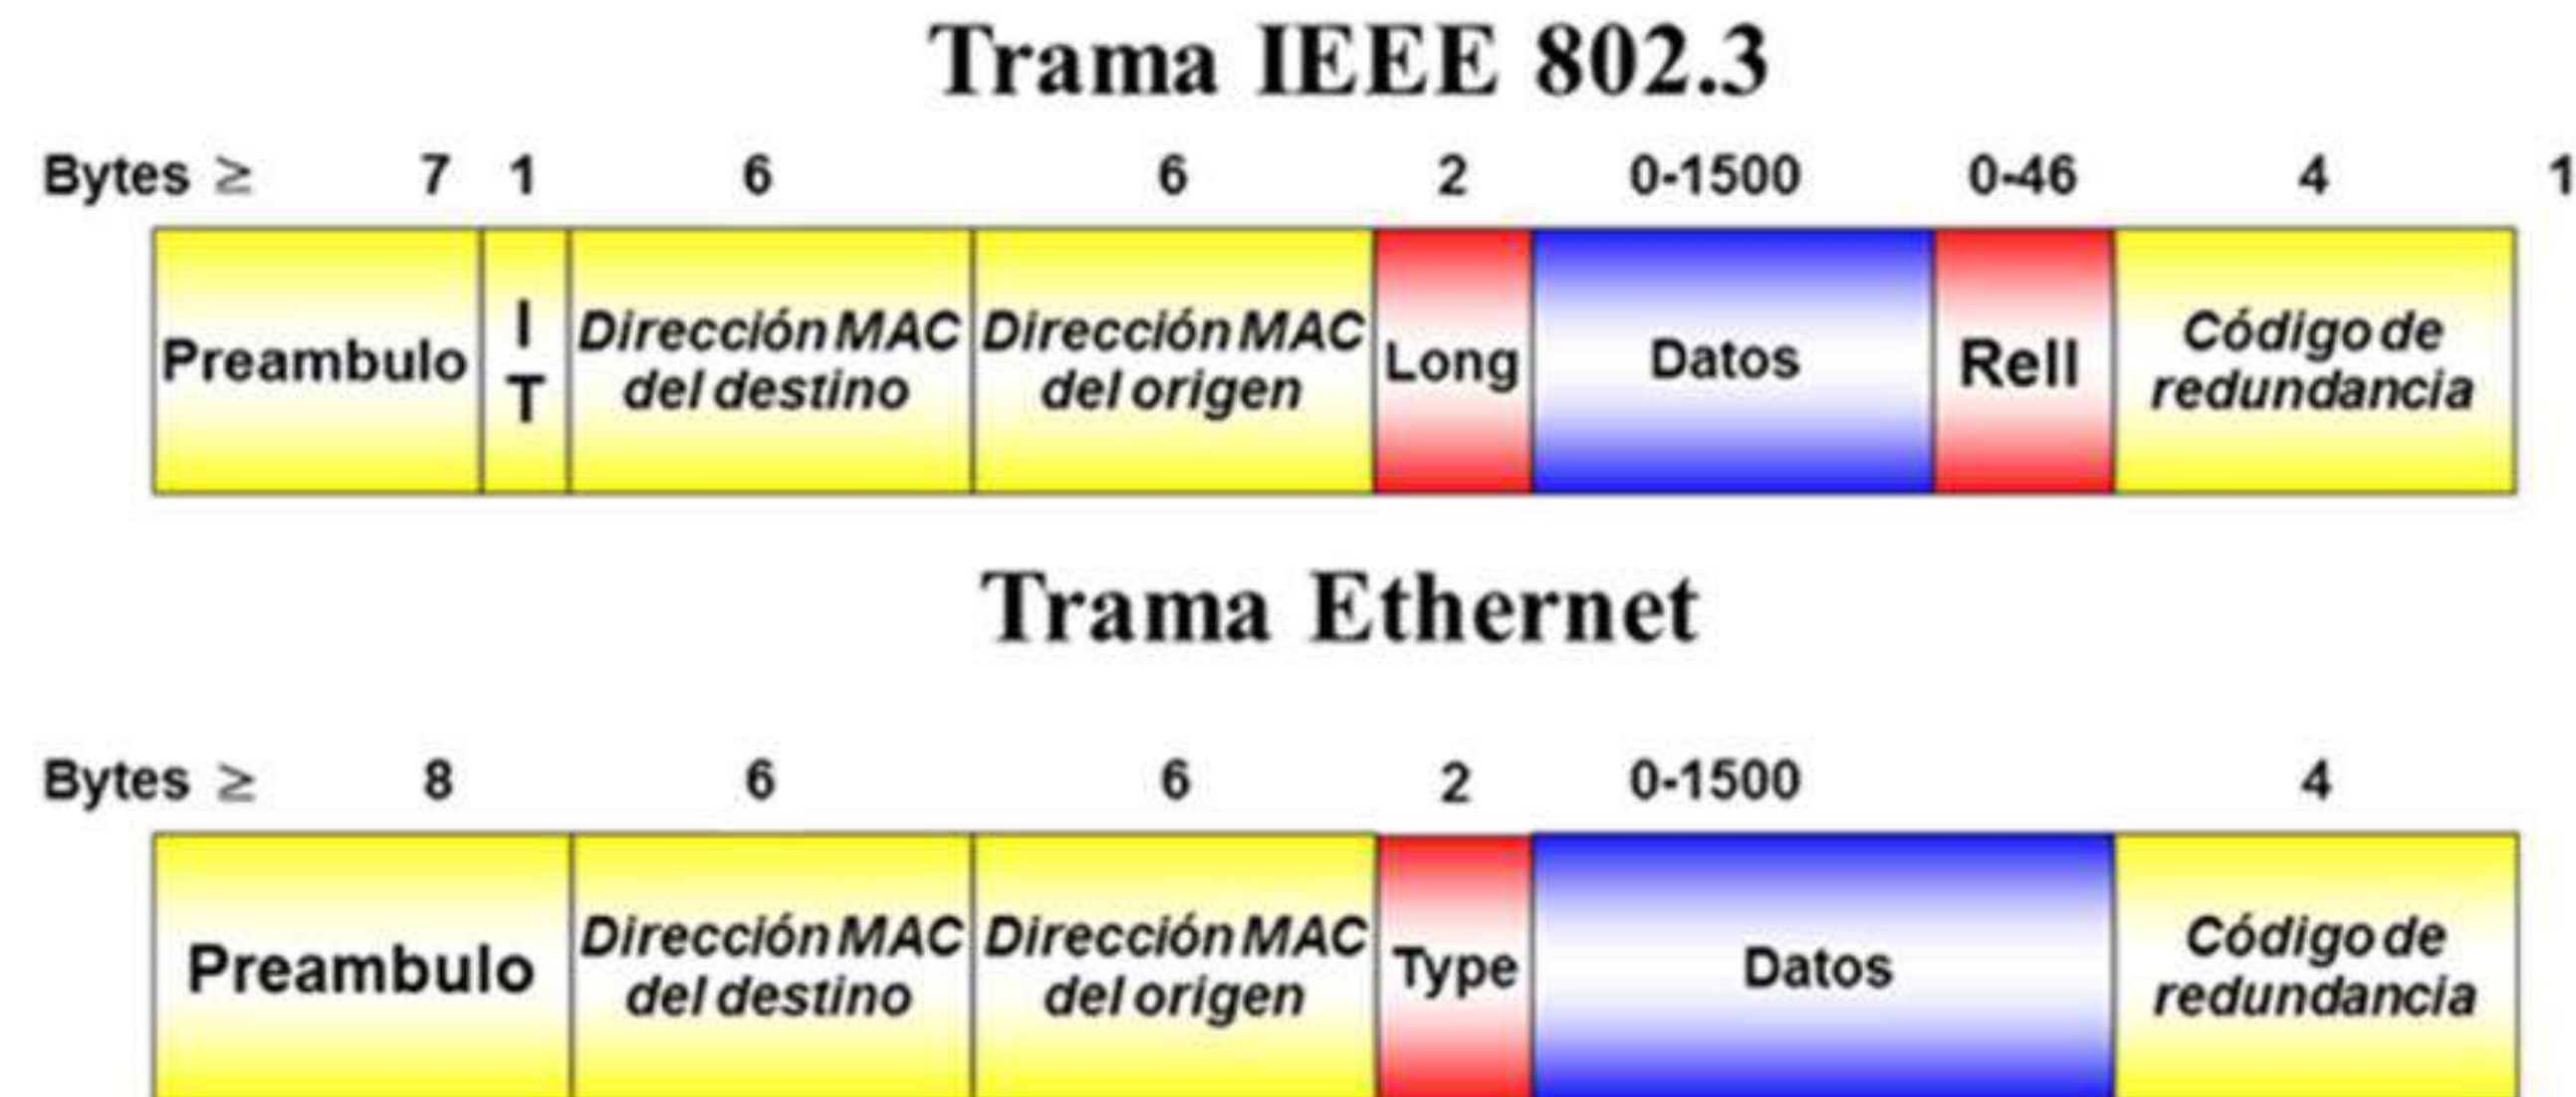 Trama IEEE 802.3
Bytes ≥ 7 1 6 6 2 0-1500 0-46 4 1
Preambulo
I
T
Dirección MAC
del destino
Dirección MAC
del origen
Long
Datos
Rell
Código de
redundancia
Trama Ethernet
Bytes ≥ 8 6 6 2 0-1500 4
Preambulo
Dirección MAC
del destino
Dirección MAC
del origen
Type
Datos
Código de
redundancia